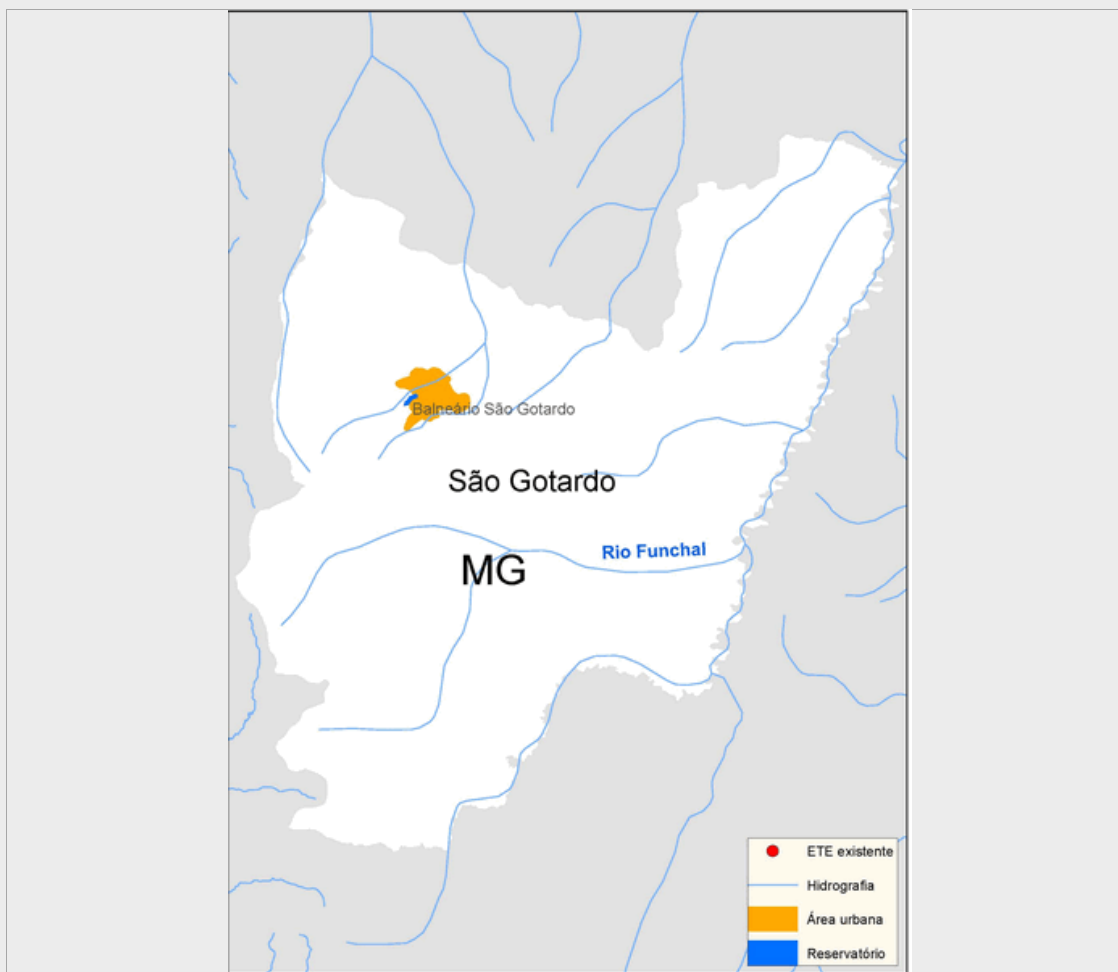 Balneário São Gotardo
São Gotardo
Rio Funchal
MG
ETE existente
Hidrografia
Área urbana
Reservatório